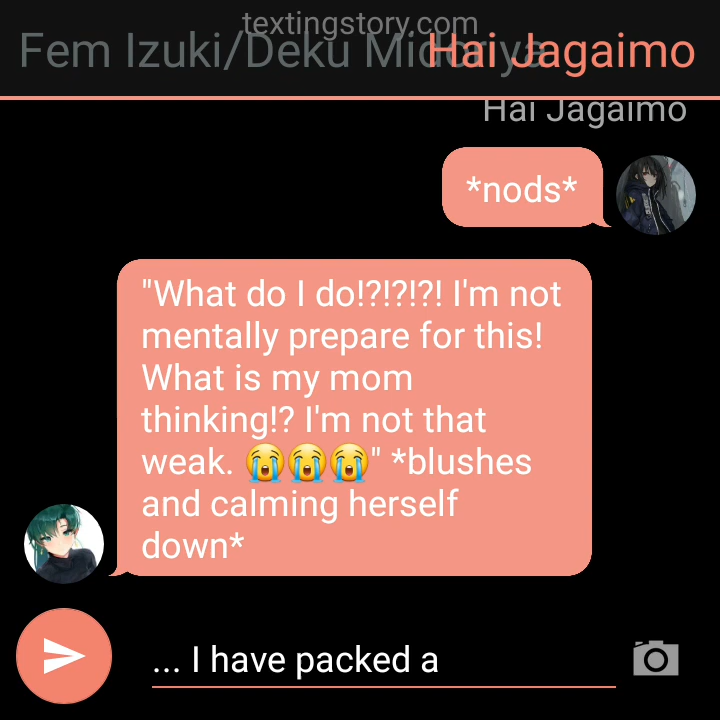 textingstory.com
Fem Izuki/Deku Midoriya
Hai Jagaimo
Hai Jagaimo
*nods*
"What do I do!?!?!?! I'm not
mentally prepare for this!
What is my mom
thinking!? I'm not that
weak. 😭😭😭" *blushes
and calming herself
down*
... I have packed a